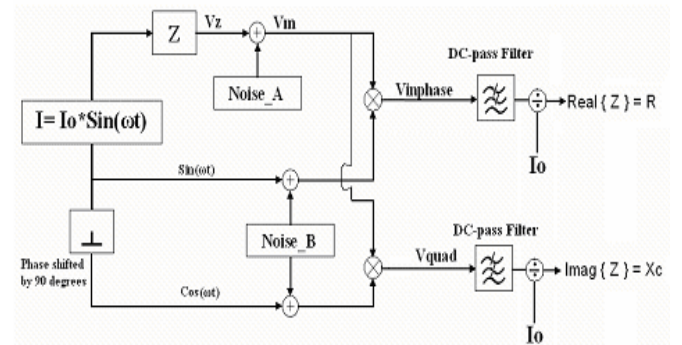 Z
Vz
Vm
Noise_A
I= Io*Sin(ωt)
DC-pass Filter
Vinphase
÷
Real { Z } = R
Io
Sin(ωt)
Noise_B
Phase shifted
by 90 degrees
Cos(ωt)
DC-pass Filter
Vquad
÷
Imag { Z } = Xc
Io